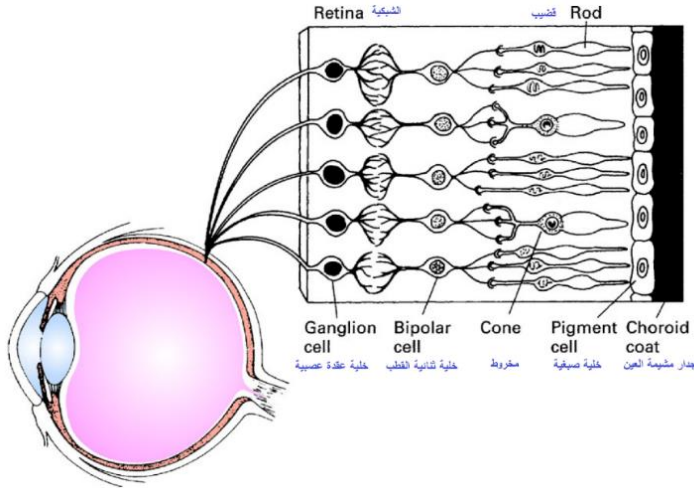 Retina الشبكية قضيب Rod
Ganglion cell
Bipolar cell
Cone
Pigment cell
Choroid coat
خلية عقدة عصبية
خلية ثنائية القطب
مخروط
خلية صبغية
جدار مشيمة العين